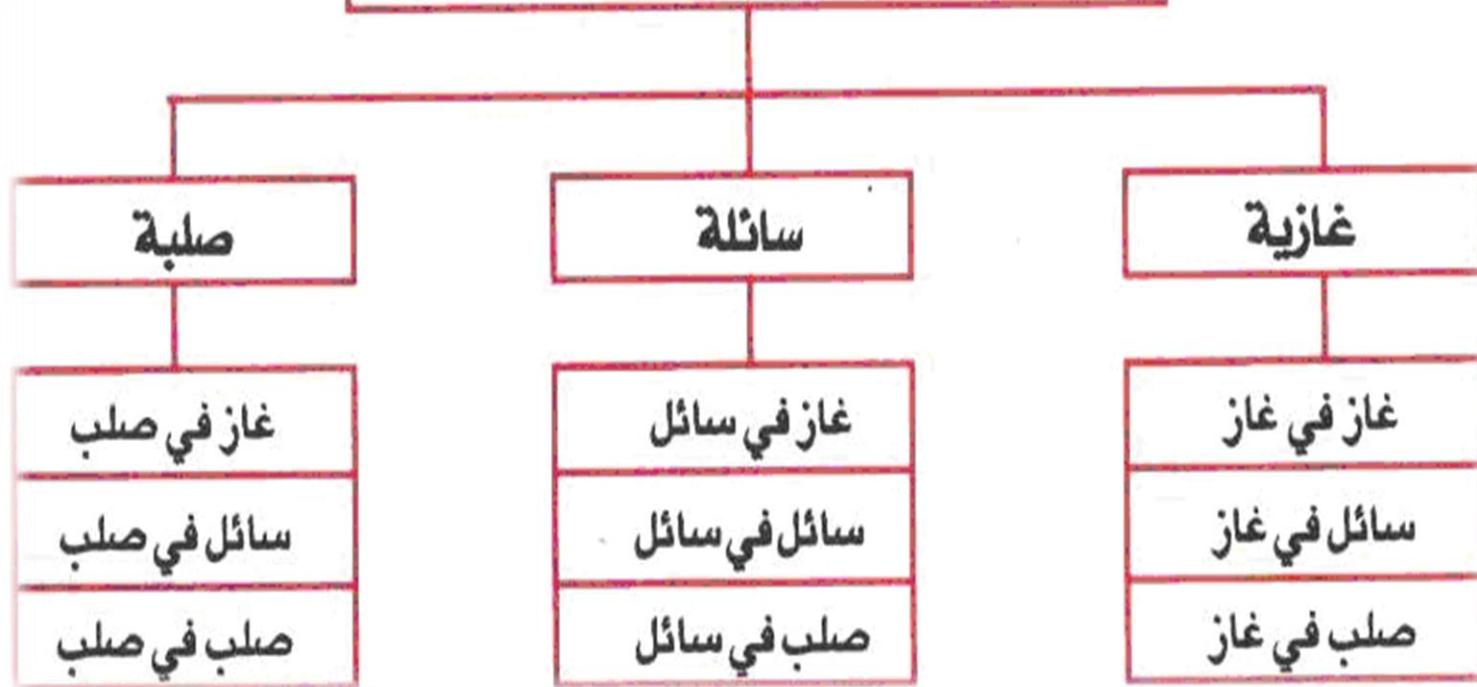 غازية
سائلة
صلبة
غاز في غاز
غاز في سائل
غاز في صلب
سائل في غاز
سائل في سائل
سائل في صلب
صلب في غاز
صلب في سائل
صلب في صلب